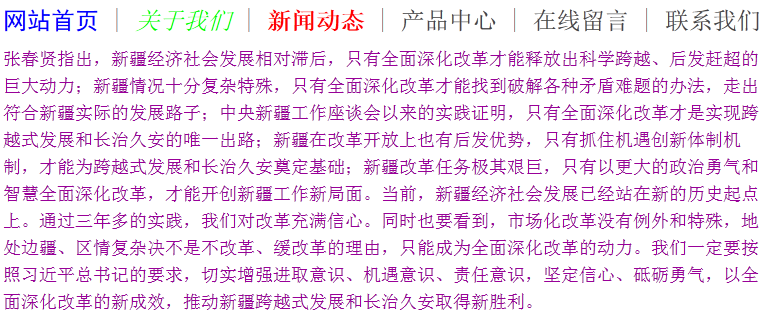 网站首页 | 关于我们 | 新闻动态 | 产品中心 | 在线留言 | 联系我们
张春贤指出，新疆经济社会发展相对滞后，只有全面深化改革才能释放出科学跨越、后发赶超的
巨大动力；新疆情况十分复杂特殊，只有全面深化改革才能找到破解各种矛盾难题的办法，走出
符合新疆实际的发展路子；中央新疆工作座谈会以来的实践证明，只有全面深化改革才是实现跨
越式发展和长治久安的唯一出路；新疆在改革开放上也有后发优势，只有抓住机遇创新体制机
制，才能为跨越式发展和长治久安奠定基础；新疆改革任务极其艰巨，只有以更大的政治勇气和
智慧全面深化改革，才能开创新疆工作新局面。当前，新疆经济社会发展已经站在新的历史起点
上。通过三年多的实践，我们对改革充满信心。同时也要看到，市场化改革没有例外和特殊，地
处边疆、区情复杂决不是不改革、缓改革的理由，只能成为全面深化改革的动力。我们一定要按
照习近平总书记的要求，切实增强进取意识、机遇意识、责任意识，坚定信心、砥砺勇气，以全
面深化改革的新成效，推动新疆跨越式发展和长治久安取得新胜利。